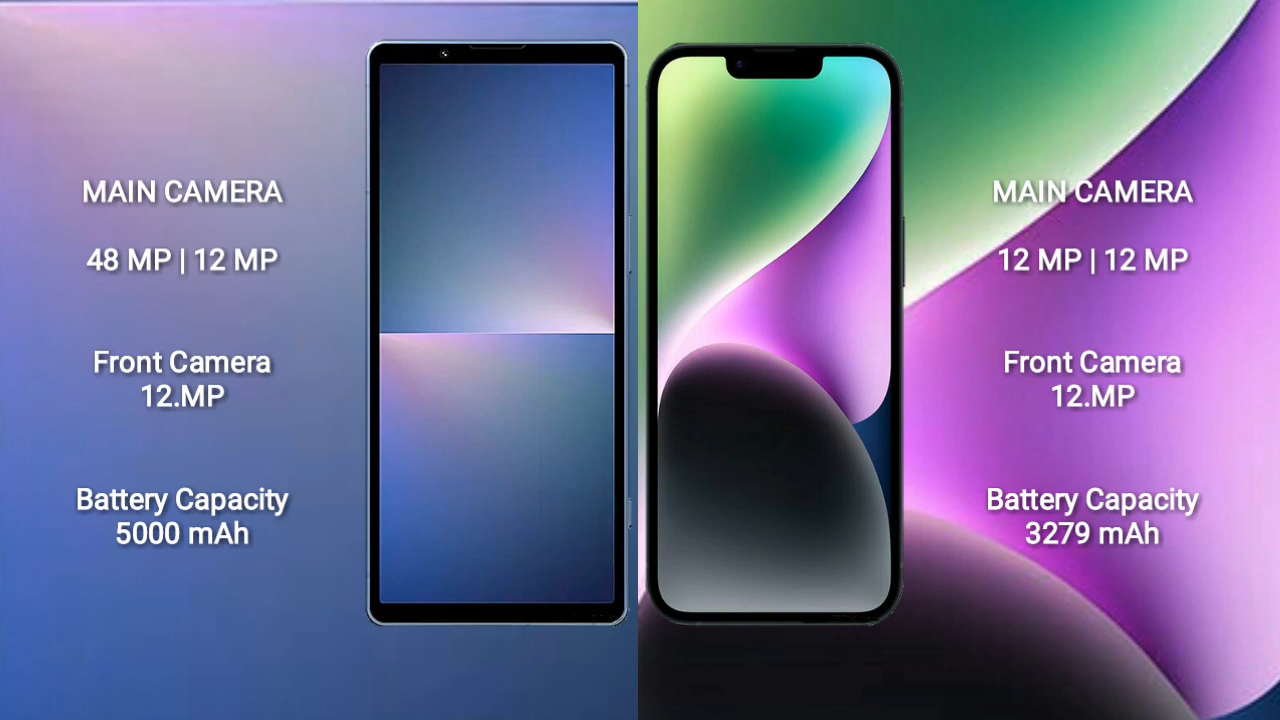 MAIN CAMERA
48 MP | 12 MP
Front Camera
12.MP
Battery Capacity
5000 mAh
MAIN CAMERA
12 MP | 12 MP
Front Camera
12.MP
Battery Capacity
3279 mAh